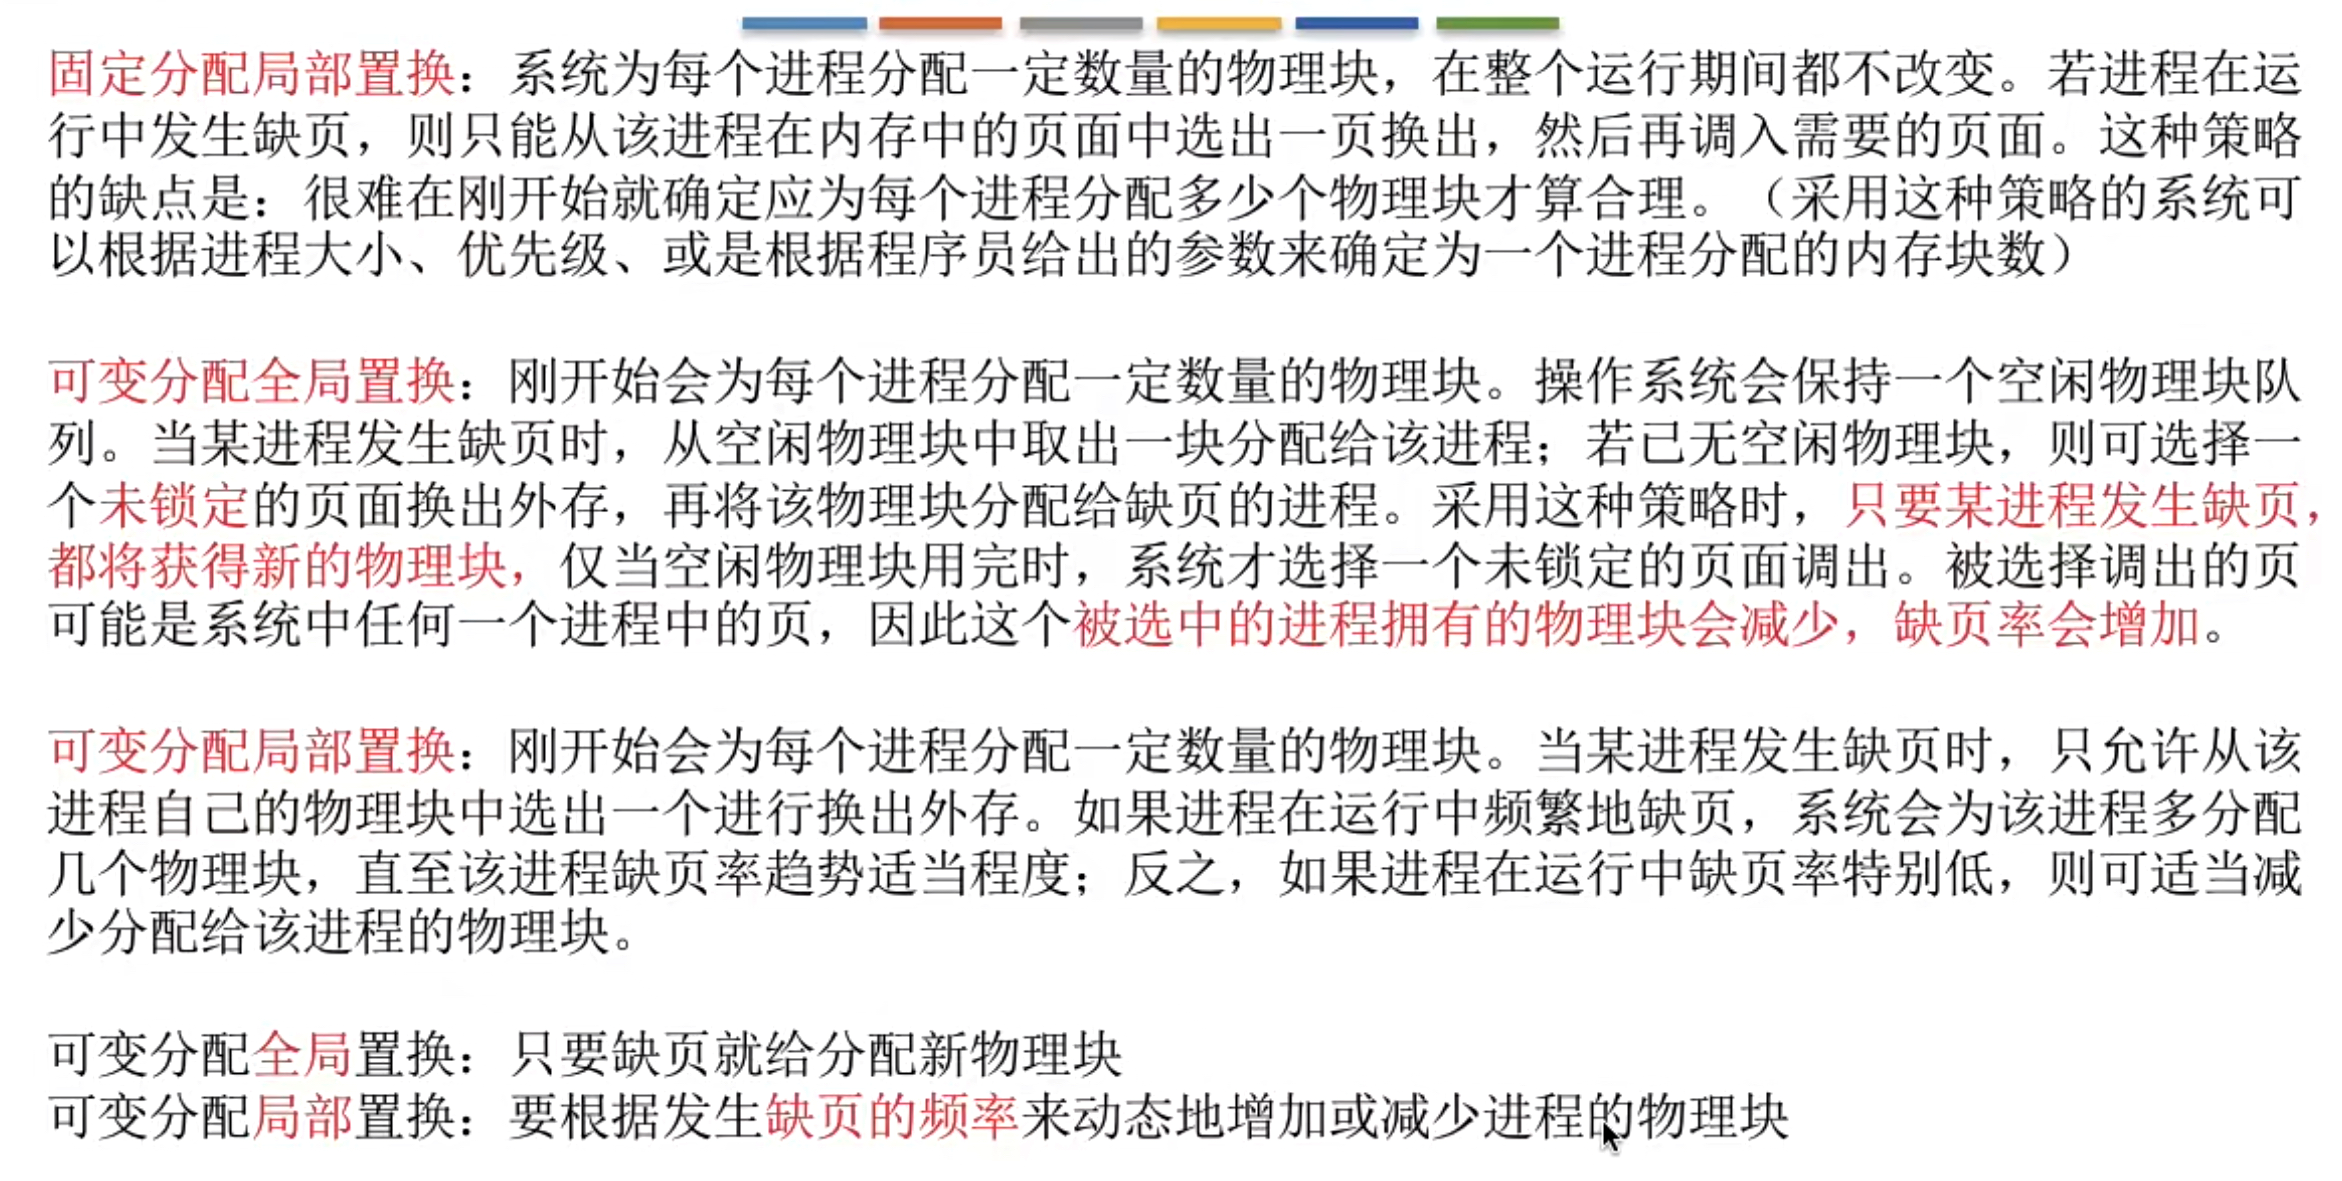 固定分配局部置换：系统为每个进程分配一定数量的物理块，在整个运行期间都不改变。若进程在运
行中发生缺页，则只能从该进程在内存中的页面中选出一页换出，然后再调入需要的页面。这种策略
的缺点是：很难在刚开始就确定应为每个进程分配多少个物理块才算合理。（采用这种策略的系统可
以根据进程大小、优先级、或是根据程序员给出的参数来确定为一个进程分配的内存块数）
可变分配全局置换：刚开始会为每个进程分配一定数量的物理块。操作系统会保持一个空闲物理块队
列。当某进程发生缺页时，从空闲物理块中取出一块分配给该进程；若已无空闲物理块，则可选择一
个未锁定的页面换出外存，再将该物理块分配给缺页的进程。采用这种策略时，只要某进程发生缺页，
都将获得新的物理块，仅当空闲物理块用完时，系统才选择一个未锁定的页面调出。被选择调出的页
可能是系统中任何一个进程中的页，因此这个被选中的进程拥有的物理块会减少，缺页率会增加。
可变分配局部置换：刚开始会为每个进程分配一定数量的物理块。当某进程发生缺页时，只允许从该
进程自己的物理块中选出一个进行换出外存。如果进程在运行中频繁地缺页，系统会为该进程多分配
几个物理块，直至该进程缺页率趋势适当程度；反之，如果进程在运行中缺页率特别低，则可适当减
少分配给该进程的物理块。
可变分配全局置换：只要缺页就给分配新物理块
可变分配局部置换：要根据发生缺页的频率来动态地增加或减少进程的物理块